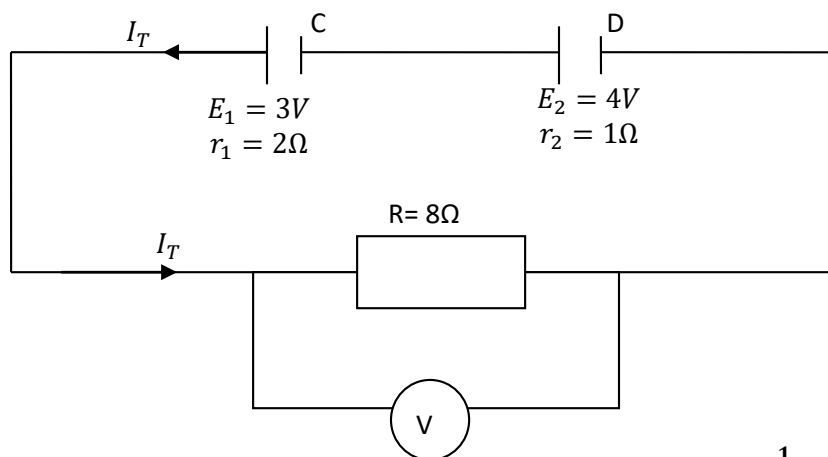 C D
I_T
E_1 = 3V
r_1 = 2Ω
E_2 = 4V
r_2 = 1Ω
R= 8Ω
I_T
V
1